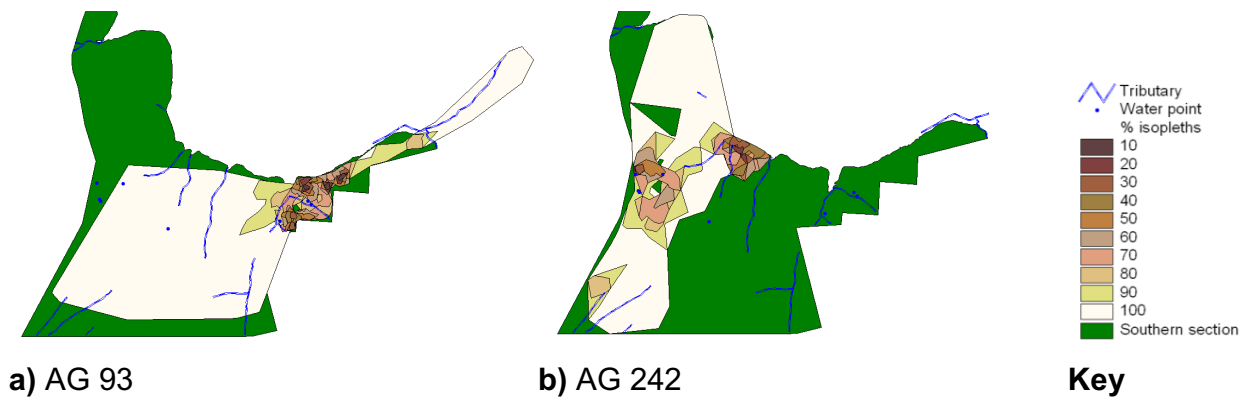 Tributary
Water point
% isopleths
10
20
30
40
50
60
70
80
90
100
Southern section
a) AG 93
b) AG 242
Key